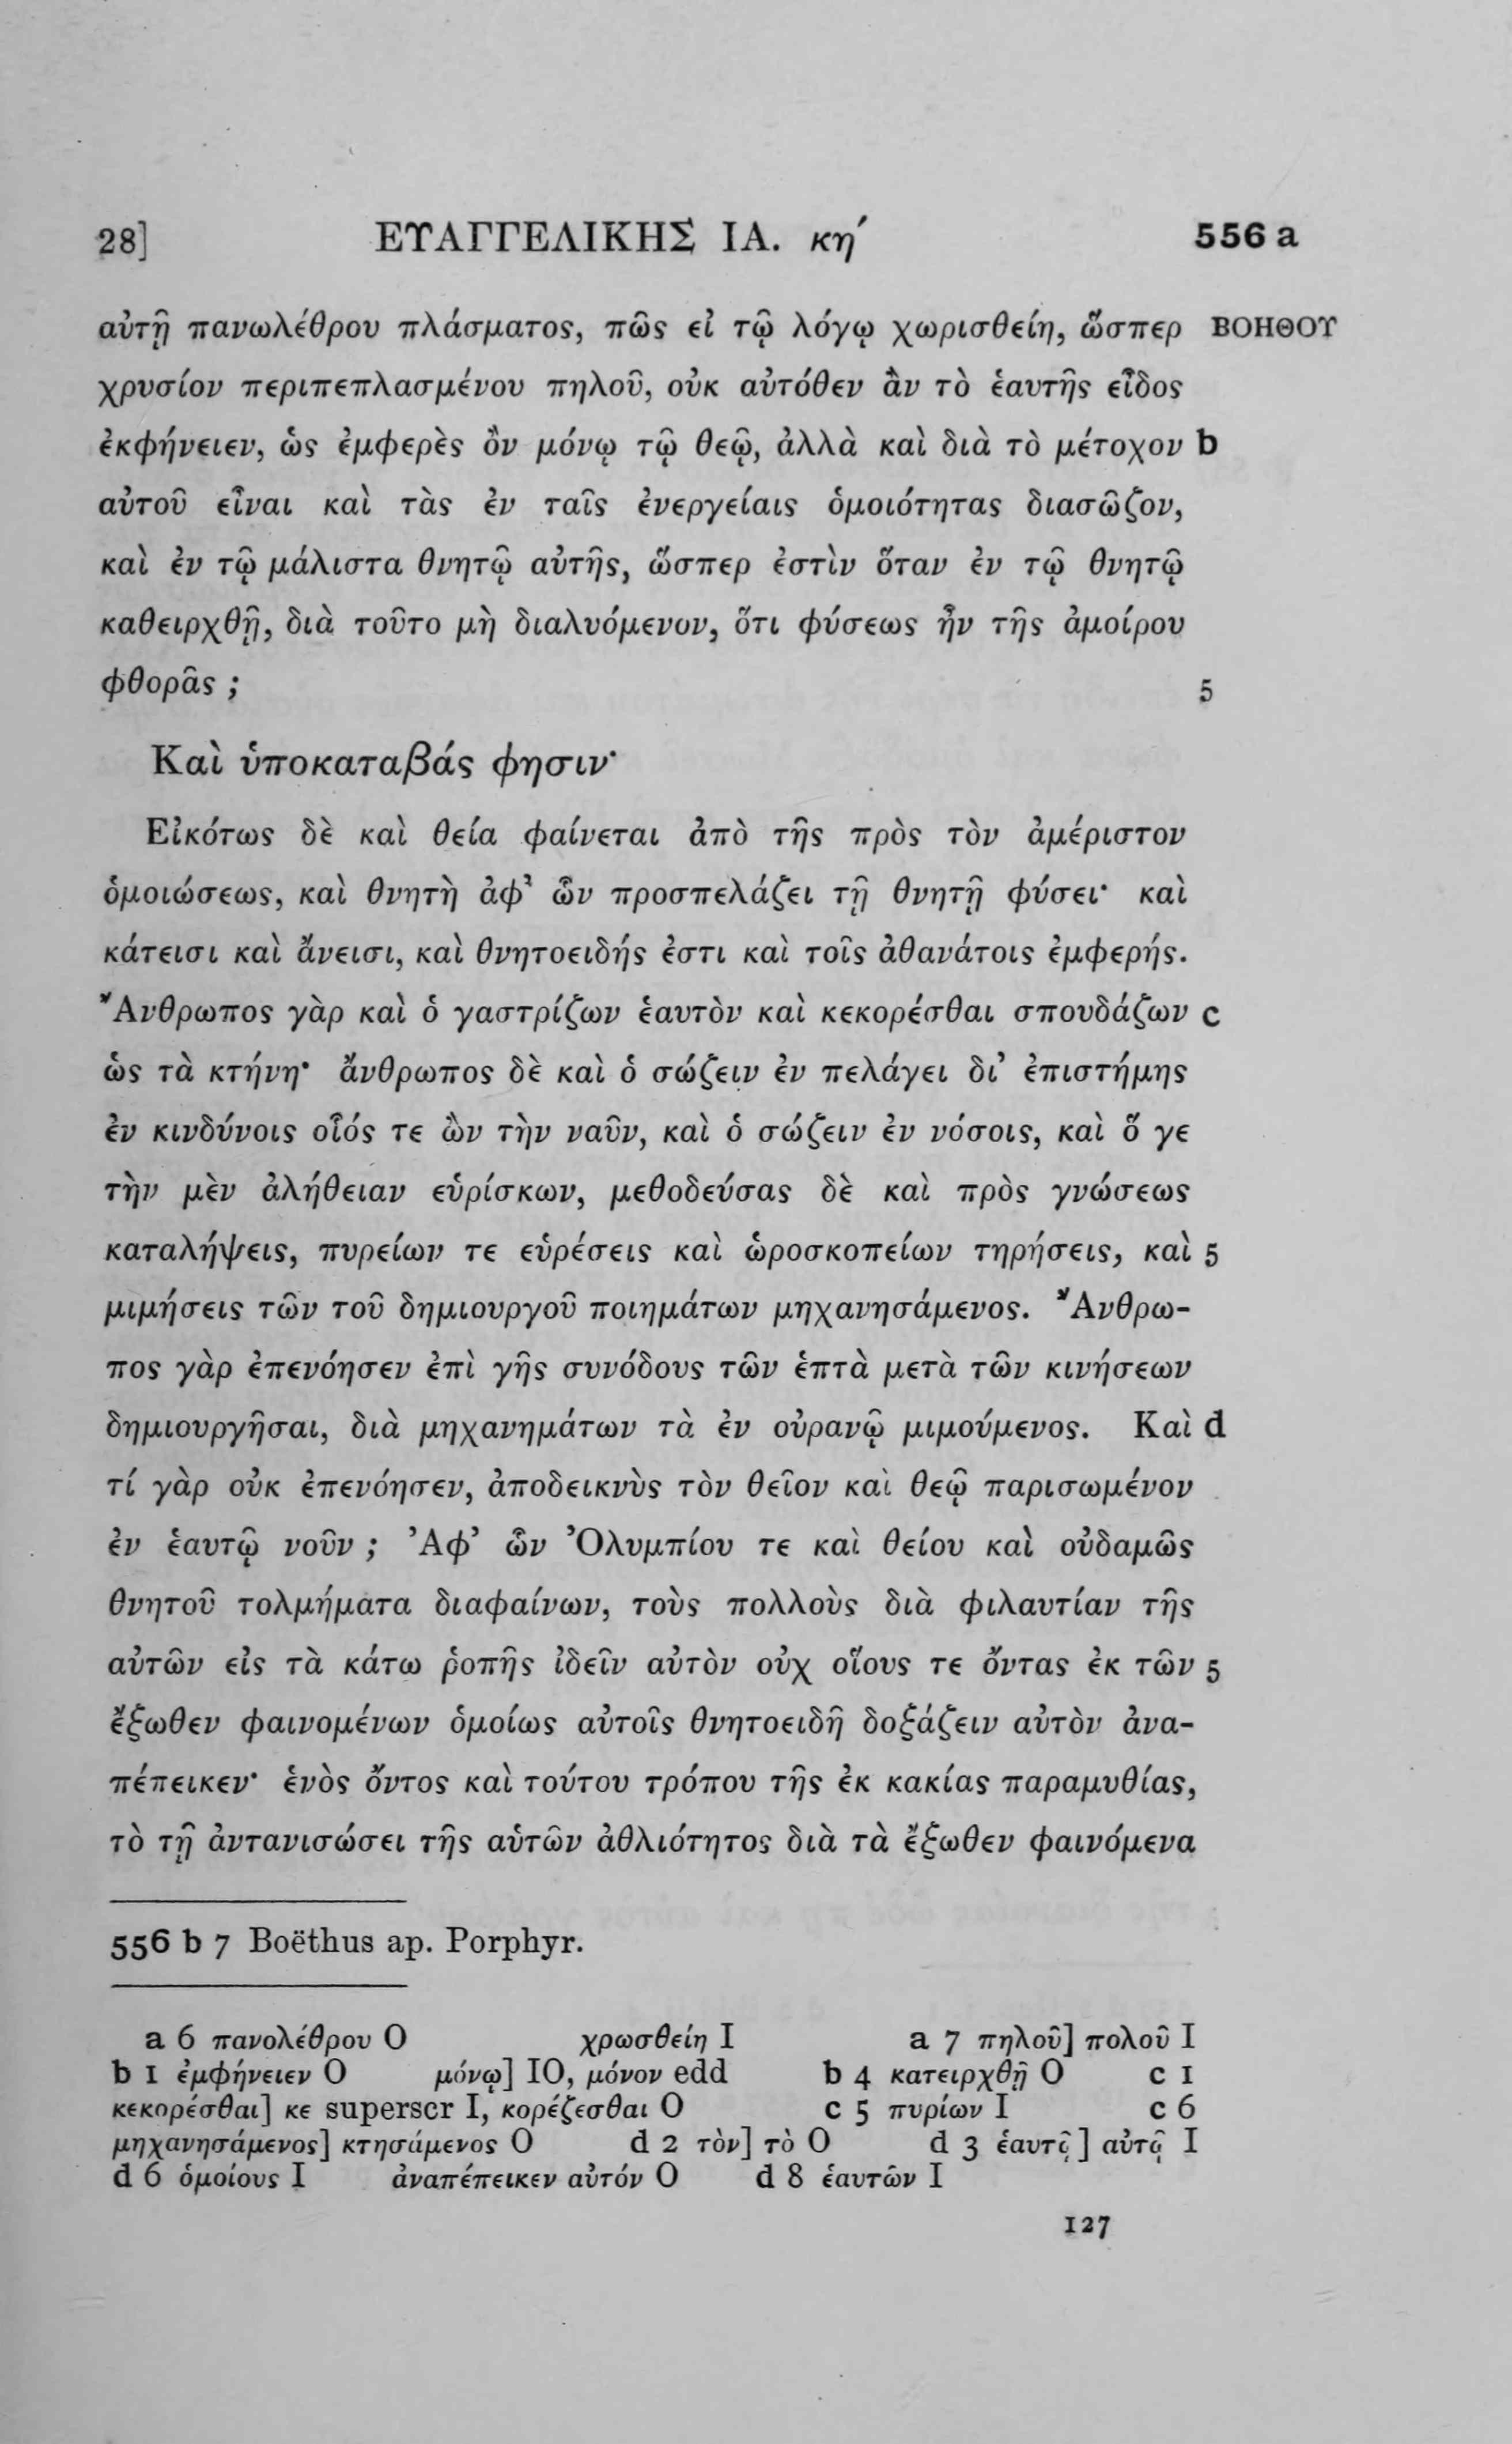 28] ΕΥΑΓΓΕΛΙΚΗΣ ΙΑ. κη΄ 556 a
αὐτῇ πανωλέθρου πλάσματος, πῶς εἰ τῷ λόγῳ χωρισθείη, ὥσπερ ΒΟΗΘΟΥ
χρυσίον περιπεπλασμένου πηλοῦ, οὐκ αὐτόθεν ἂν τὸ ἑαυτῆς εἶδος
ἐκφήνειεν, ὡς ἐμφερὲς ὂν μόνῳ τῷ θεῷ, ἀλλὰ καὶ διὰ τὸ μέτοχον b
αὐτοῦ εἶναι καὶ τὰς ἐν ταῖς ἐνεργείαις ὁμοιότητας διασῶζον,
καὶ ἐν τῷ μάλιστα θνητῷ αὐτῆς, ὥσπερ ἐστὶν ὅταν ἐν τῷ θνητῷ
καθειρχθῇ, διὰ τοῦτο μὴ διαλυόμενον, ὅτι φύσεως ἦν τῆς ἀμοίρου
φθορᾶς ; 5
Καὶ ὑποκαταβάς φησιν·
Εἰκότως δὲ καὶ θεία φαίνεται ἀπὸ τῆς πρὸς τὸν ἀμέριστον
ὁμοιώσεως, καὶ θνητὴ ἀφ’ ὧν προσπελάζει τῇ θνητῇ φύσει· καὶ
κάτεισι καὶ ἄνεισι, καὶ θνητοειδής ἐστι καὶ τοῖς ἀθανάτοις ἐμφερής.
Ἄνθρωπος γὰρ καὶ ὁ γαστρίζων ἑαυτὸν καὶ κεκορέσθαι σπουδάζων c
ὡς τὰ κτήνη· ἄνθρωπος δὲ καὶ ὁ σώζειν ἐν πελάγει δι’ ἐπιστήμης
ἐν κινδύνοις οἷός τε ὢν τὴν ναῦν, καὶ ὁ σώζειν ἐν νόσοις, καὶ ὅ γε
τὴν μὲν ἀλήθειαν εὑρίσκων, μεθοδεύσας δὲ καὶ πρὸς γνώσεως
καταλήψεις, πυρείων τε εὑρέσεις καὶ ὡροσκοπείων τηρήσεις, καὶ 5
μιμήσεις τῶν τοῦ δημιουργοῦ ποιημάτων μηχανησάμενος. Ἄνθρω-
πος γὰρ ἐπενόησεν ἐπὶ γῆς συνόδους τῶν ἑπτὰ μετὰ τῶν κινήσεων
δημιουργῆσαι, διὰ μηχανημάτων τὰ ἐν οὐρανῷ μιμούμενος. Καὶ d
τί γὰρ οὐκ ἐπενόησεν, ἀποδεικνὺς τὸν θεῖον καὶ θεῷ παρισωμένον
ἐν ἑαυτῷ νοῦν ; Ἀφ’ ὧν Ὀλυμπίου τε καὶ θείου καὶ οὐδαμῶς
θνητοῦ τολμήματα διαφαίνων, τοὺς πολλοὺς διὰ φιλαυτίαν τῆς
αὐτῶν εἰς τὰ κάτω ῥοπῆς ἰδεῖν αὐτὸν οὐχ οἵους τε ὄντας ἐκ τῶν 5
ἔξωθεν φαινομένων ὁμοίως αὐτοῖς θνητοειδῆ δοξάζειν αὐτὸν ἀνα-
πέπεικεν· ἑνὸς ὄντος καὶ τούτου τρόπου τῆς ἐκ κακίας παραμυθίας,
τὸ τῇ ἀντανισώσει τῆς αὑτῶν ἀθλιότητος διὰ τὰ ἔξωθεν φαινόμενα
556 b 7 Boëthus ap. Porphyr.
a 6 πανολέθρου O χρωσθείη I a 7 πηλοῦ] πολοῦ I
b 1 ἐμφήνειεν O μόνῳ] IO, μόνον edd b 4 κατειρχθῇ O c 1
κεκορέσθαι] κε superscr I, κορέζεσθαι O c 5 πυρίων I c 6
μηχανησάμενος] κτησάμενος O d 2 τὸν] τὸ O d 3 ἑαυτῷ] αὐτῷ I
d 6 ὁμοίους I ἀναπέπεικεν αὐτόν O d 8 ἑαυτῶν I
127